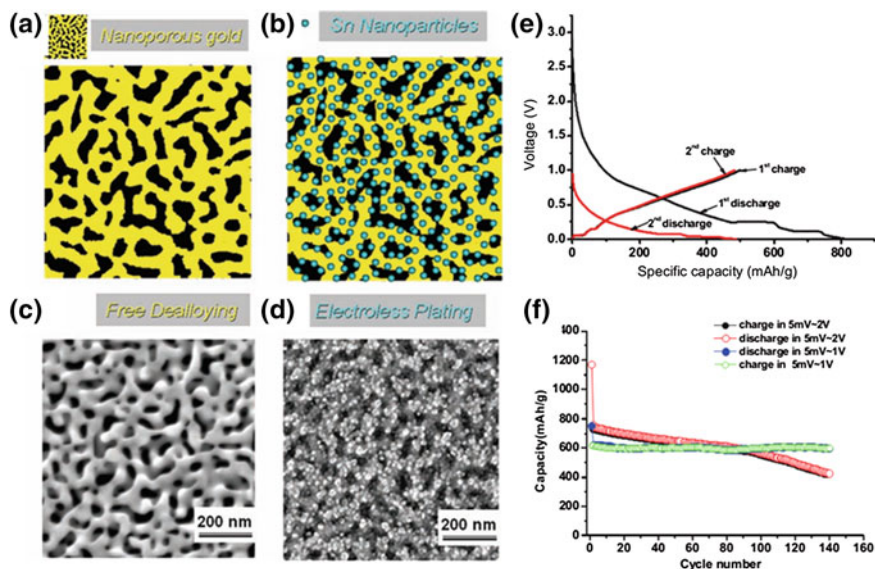 (a)
Nanoporous gold
(b)
Sn Nanoparticles
(c)
Free Dealloying
200 nm
(d)
Electroless Plating
200 nm
(e)
Voltage (V)
3.0
2.5
2.0
1.5
1.0
0.5
0.0
2nd charge
1st charge
1st discharge
2nd discharge
0 200 400 600 800
Specific capacity (mAh/g)
(f)
Capacity(mAh/g)
1400
1200
1000
800
600
400
200
0
charge in 5mV~2V
discharge in 5mV~2V
discharge in 5mV~1V
charge in 5mV~1V
0 20 40 60 80 100 120 140 160
Cycle number